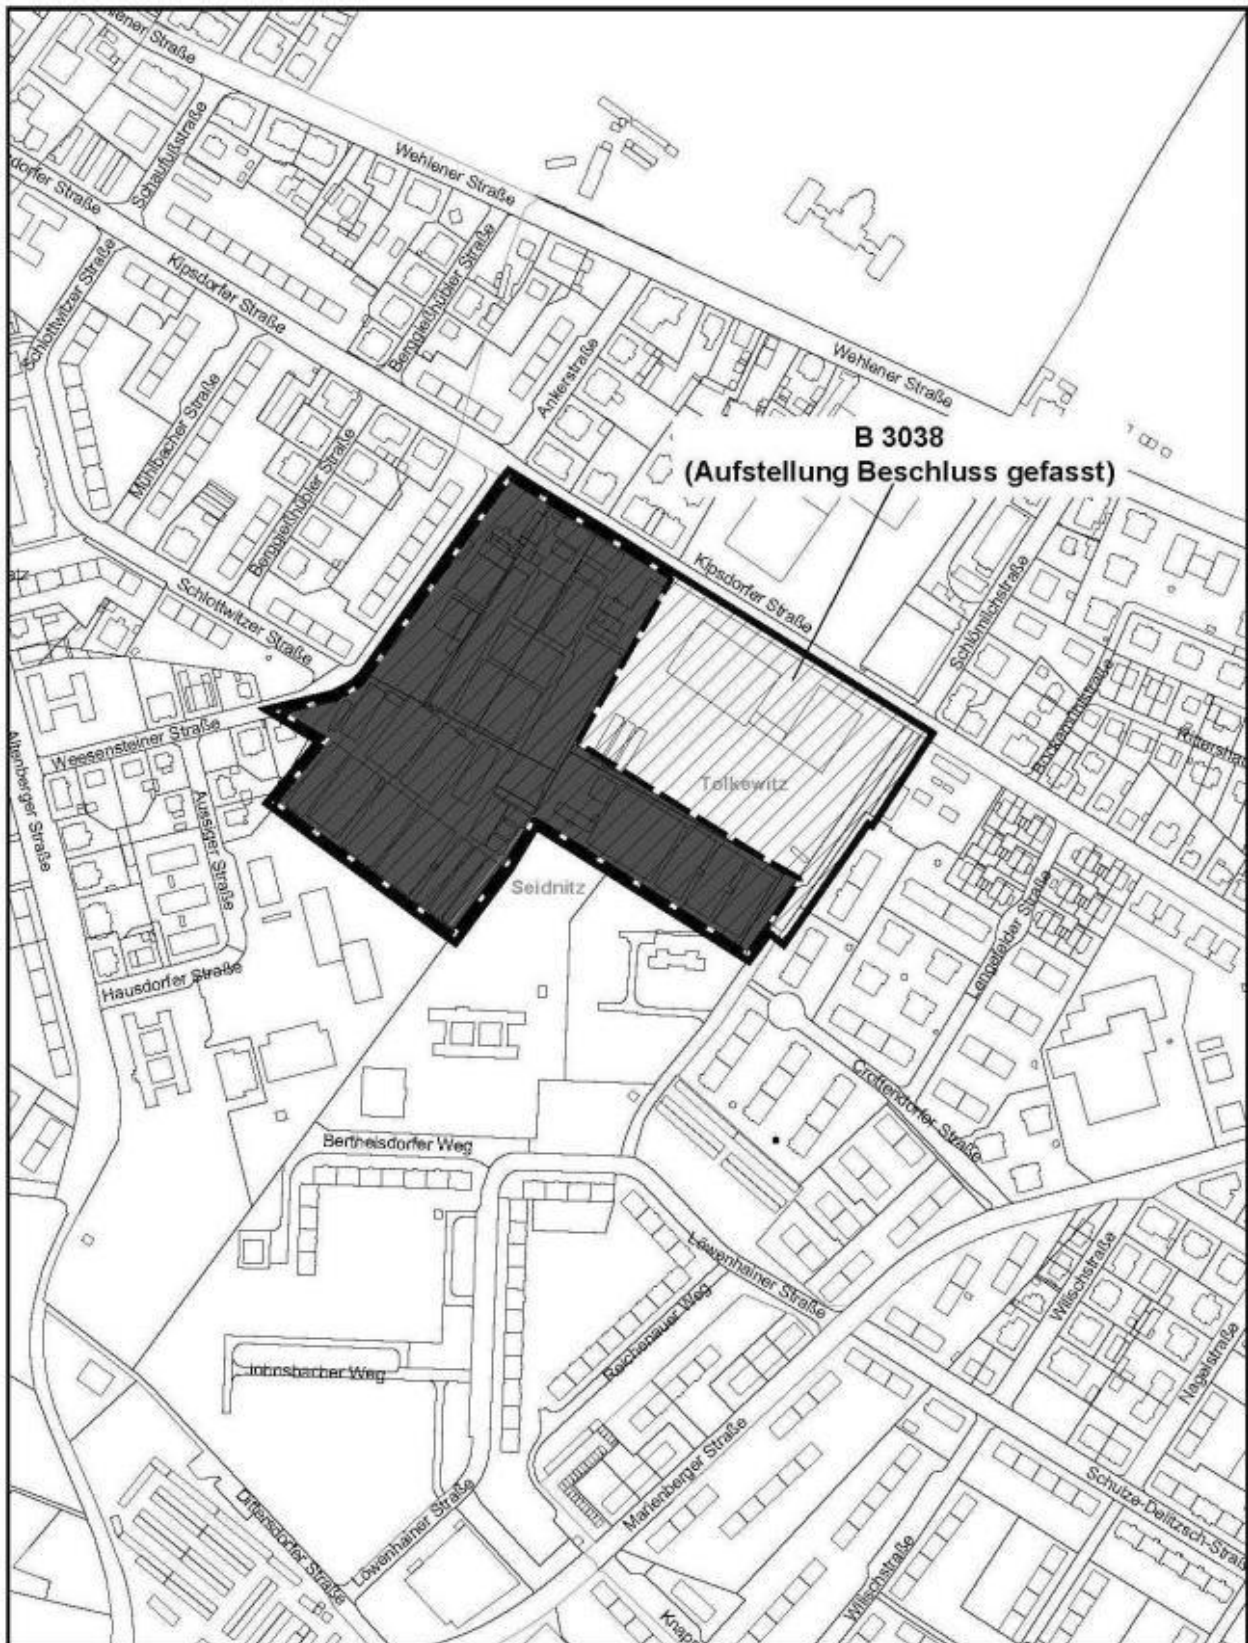 Straße
Schaufußstraße
Wehlener Straße
Straße
Kipsdorfer Straße
Berggießhübler Straße
Schlottwitzer Straße
Ankerstraße
Wehlener Straße
Mühlbacher Straße
Berggießhübler Straße
B 3038
(Aufstellung Beschluss gefasst)
Schlottwitzer Straße
Kipsdorfer Straße
Schlömilchstraße
Weesensteiner Straße
Altenberger Straße
Aussiger Straße
Tolkewitz
Seidnitz
Lengefelder Straße
Hausdorfer Straße
Crottendorfer Straße
Berthelsdorfer Weg
Löwenhainer Straße
Reichenauer Weg
Willschstraße
Nagelstraße
Johnsbacher Weg
Marienberger Straße
Schulze-Delitzsch-Straß
Dittersdorfer Straße
Löwenhainer Straße
Willschstraße